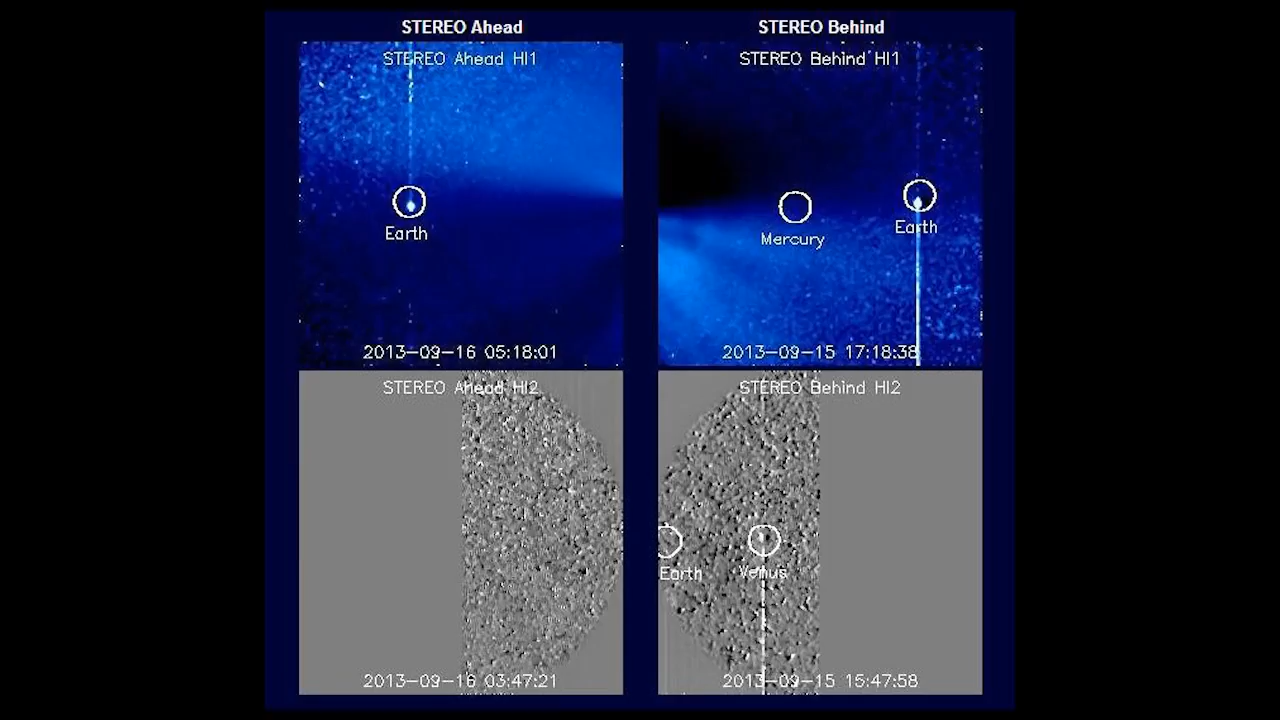 STEREO Ahead
STEREO Behind
STEREO Ahead HI1
STEREO Behind HI1
Earth
Mercury
Earth
2013-09-16 05:18:01
2013-09-15 17:18:38
STEREO Ahead HI2
STEREO Behind HI2
Earth
Venus
2013-09-16 03:47:21
2013-09-15 15:47:58